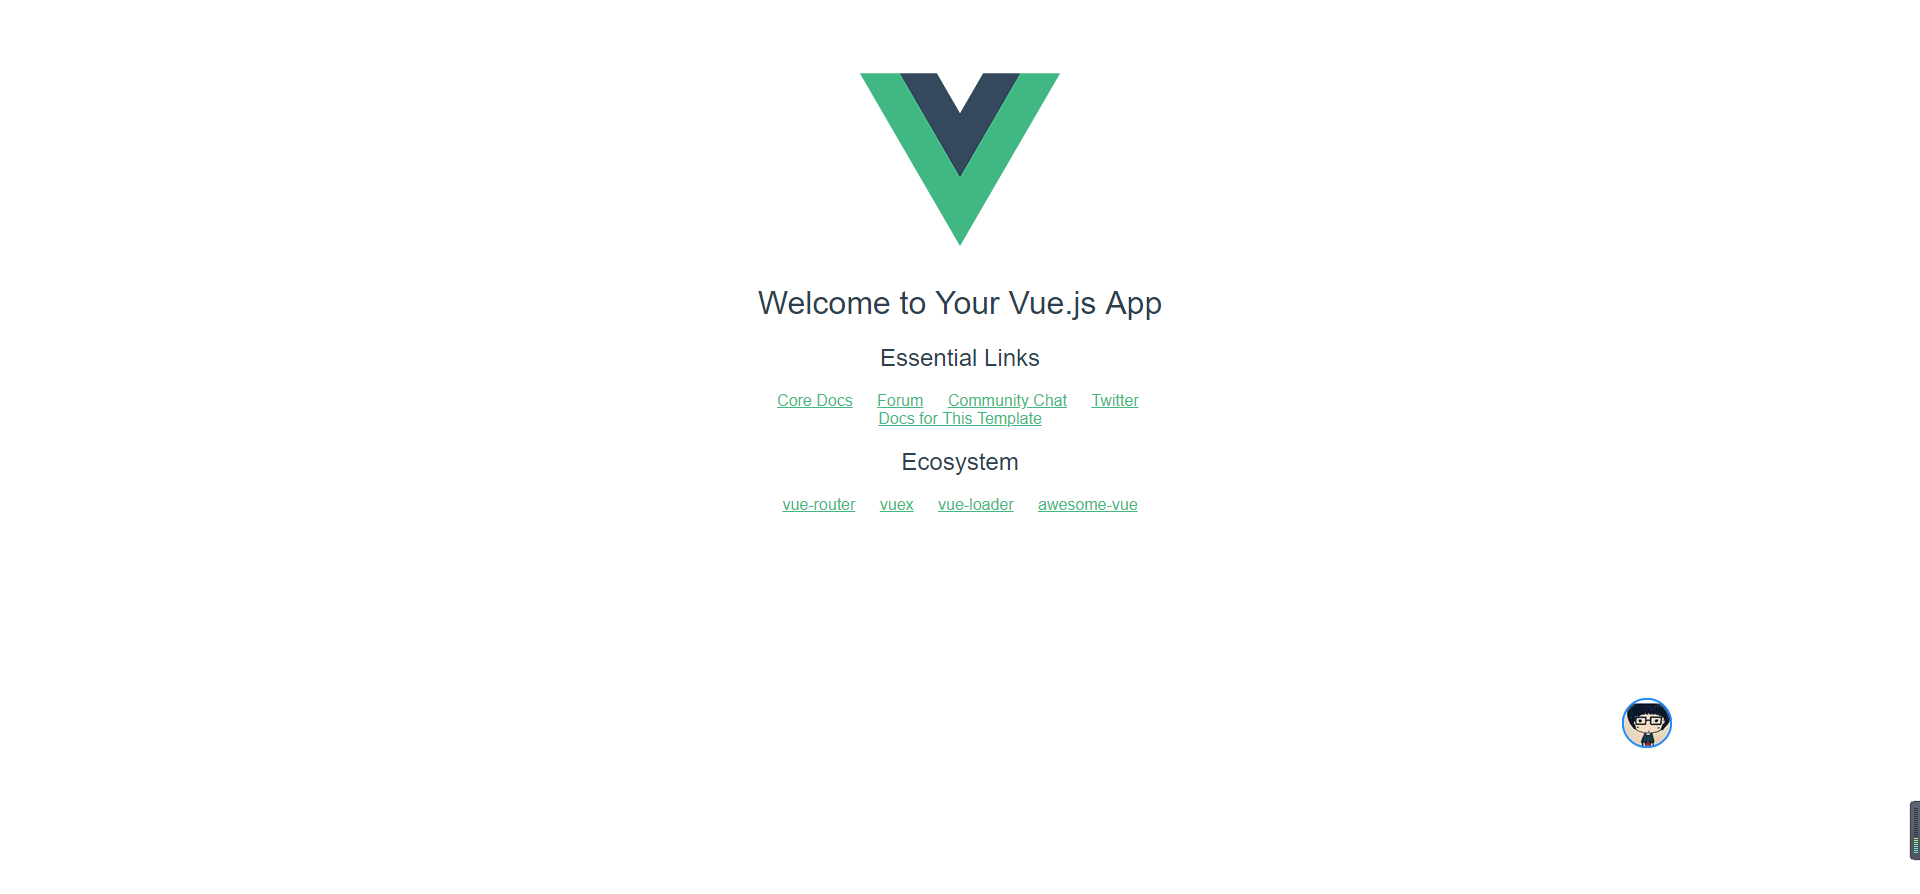 Welcome to Your Vue.js App
Essential Links
Core Docs Forum Community Chat Twitter
Docs for This Template
Ecosystem
vue-router vuex vue-loader awesome-vue